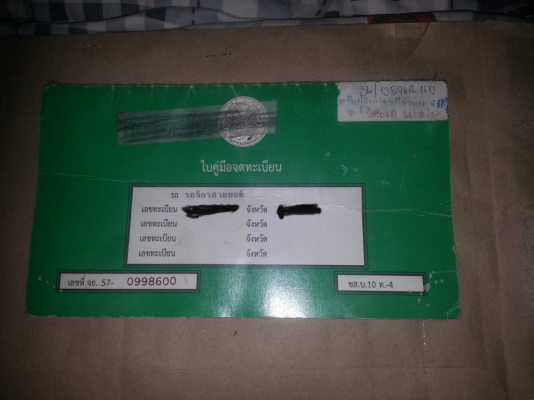 ใบคู่มือจดทะเบียน
รถ รถจักรยานยนต์
เลขทะเบียน จังหวัด
เลขทะเบียน จังหวัด
เลขทะเบียน จังหวัด
เลขทะเบียน จังหวัด
เลขที่ จย. 57- 0998600
ขส.บ.10 ท.-4